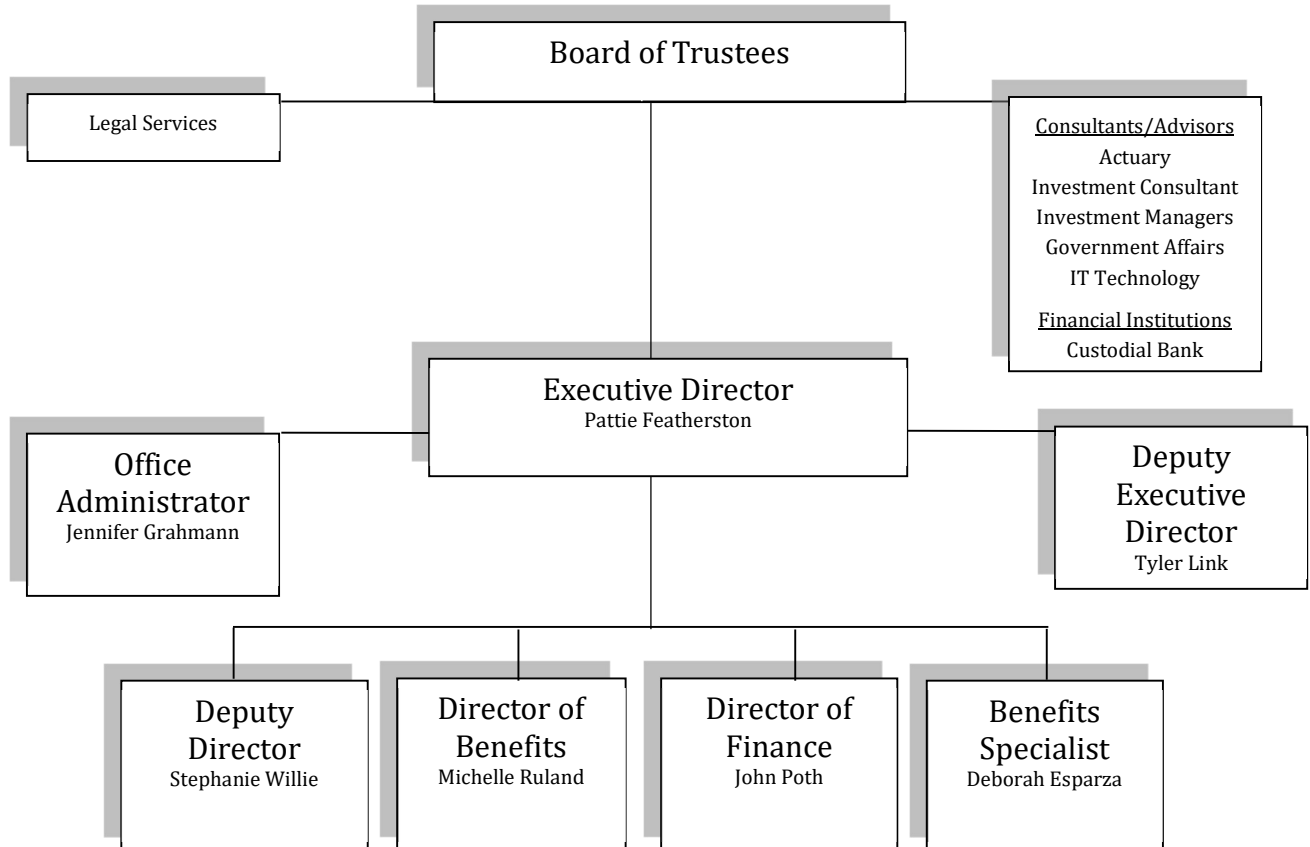 Board of Trustees
Legal Services
Consultants/Advisors
Actuary
Investment Consultant
Investment Managers
Government Affairs
IT Technology
Financial Institutions
Custodial Bank
Executive Director
Pattie Featherston
Office
Administrator
Jennifer Grahmann
Deputy
Executive
Director
Tyler Link
Deputy
Director
Stephanie Willie
Director of
Benefits
Michelle Ruland
Director of
Finance
John Poth
Benefits
Specialist
Deborah Esparza